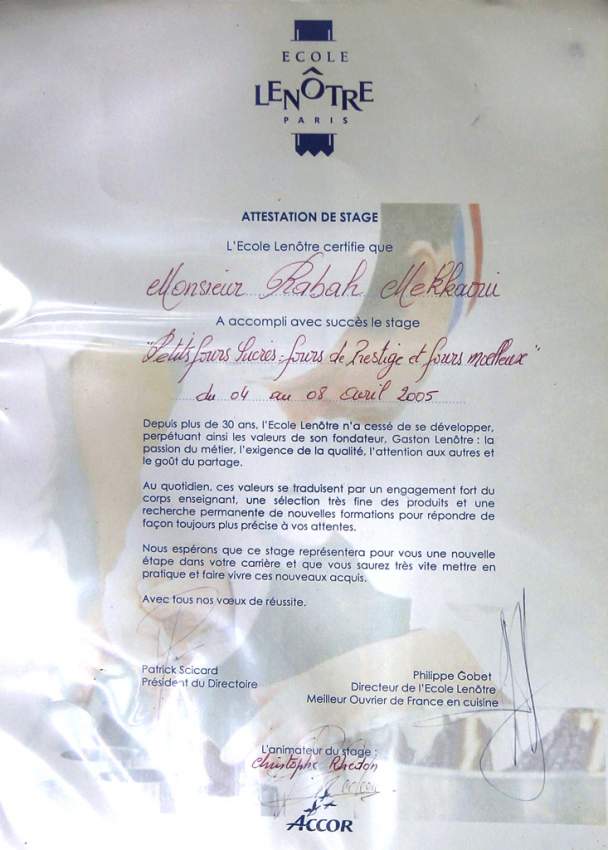 ECOLE
LENÔTRE
PARIS
ATTESTATION DE STAGE
L'Ecole Lenôtre certifie que
Monsieur Rabah Mekkaoui
A accompli avec succès le stage
"Petits fours Sucrés : fours de Prestige et fours moelleux"
du 04 au 08 avril 2005
Depuis plus de 30 ans, l'Ecole Lenôtre n'a cessé de se développer,
perpétuant ainsi les valeurs de son fondateur, Gaston Lenôtre : la
passion du métier, l'exigence de la qualité, l'attention aux autres et
le goût du partage.
Au quotidien, ces valeurs se traduisent par un engagement fort du
corps enseignant, une sélection très fine des produits et une
recherche permanente de nouvelles formations pour répondre de
façon toujours plus précise à vos attentes.
Nous espérons que ce stage représentera pour vous une nouvelle
étape dans votre carrière et que vous saurez très vite mettre en
pratique et faire vivre ces nouveaux acquis.
Avec tous nos vœux de réussite.
Patrick Scicard
Président du Directoire
Philippe Gobet
Directeur de l'Ecole Lenôtre
Meilleur Ouvrier de France en cuisine
L'animateur du stage :
Christophe Rhedon
ACCOR